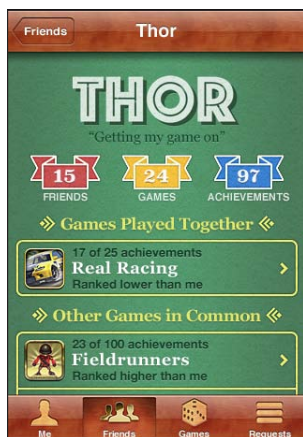 Friends
Thor
THOR
“Getting my game on”
15 24 97
FRIENDS GAMES ACHIEVEMENTS
Games Played Together
17 of 25 achievements
Real Racing
Ranked lower than me
Other Games in Common
23 of 100 achievements
Fieldrunners
Ranked higher than me
Me Friends Games Requests